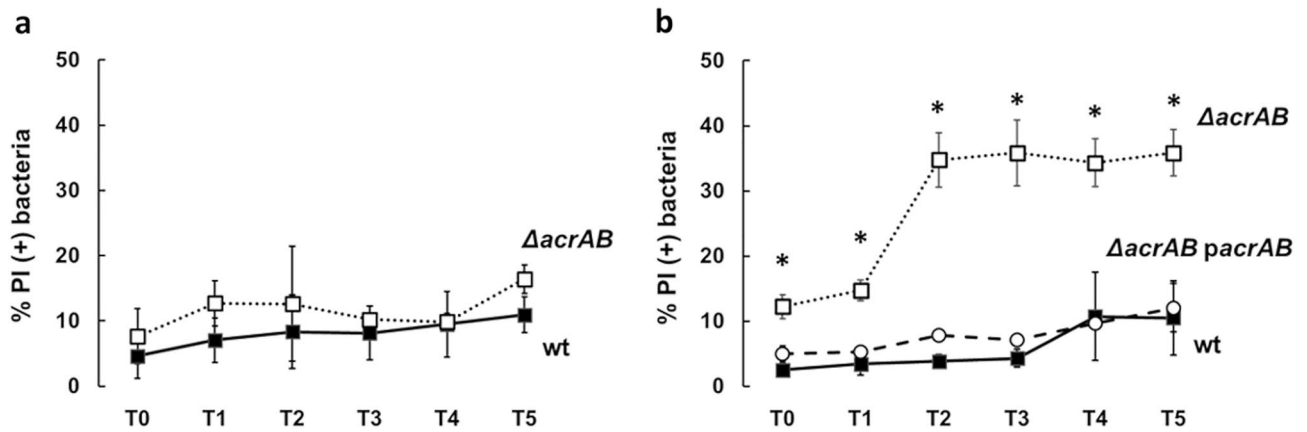 a
% PI (+) bacteria
50
40
30
20
10
0
ΔacrAB
wt
T0 T1 T2 T3 T4 T5
b
% PI (+) bacteria
50
40
30
20
10
0
* * * * * *
ΔacrAB
ΔacrAB pacrAB
wt
T0 T1 T2 T3 T4 T5